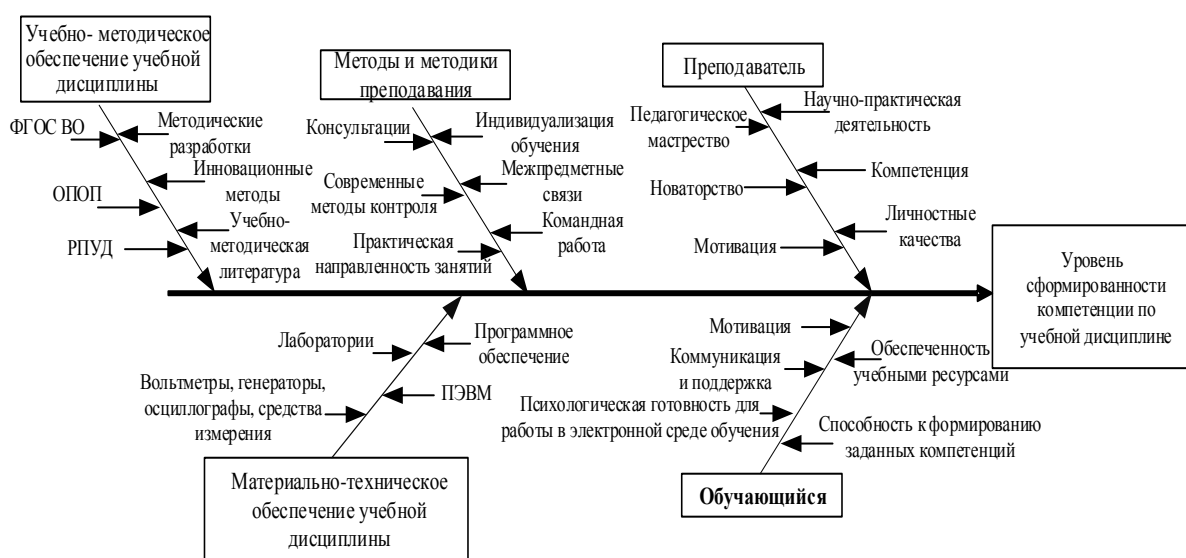 Учебно- методическое
обеспечение учебной
дисциплины
Методы и методики
преподавания
Преподаватель
ФГОС ВО
Методические
разработки
Инновационные
методы
ОПОП
Учебно-
методическая
литература
РПУД
Консультации
Индивидуализация
обучения
Современные
методы контроля
Межпредметные
связи
Командная
работа
Практическая
направленность занятий
Педагогическое
мастрество
Научно-практическая
деятельность
Компетенция
Новаторство
Личностные
качества
Мотивация
Уровень
сформированности
компетенции по
учебной дисциплине
Лаборатории
Программное
обеспечение
Вольтметры, генераторы,
осциллографы, средства
измерения
ПЭВМ
Материально-техническое
обеспечение учебной
дисциплины
Мотивация
Обеспеченность
учебными ресурсами
Коммуникация
и поддержка
Психологическая готовность для
работы в электронной среде обучения
Способность к формированию
заданных компетенций
Обучающийся